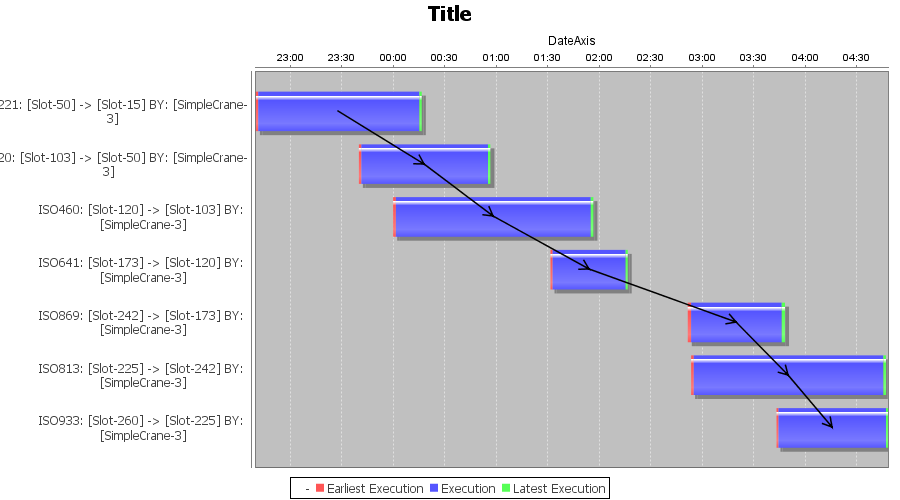 Title
DateAxis
23:00 23:30 00:00 00:30 01:00 01:30 02:00 02:30 03:00 03:30 04:00 04:30
221: [Slot-50] -> [Slot-15] BY: [SimpleCrane-
3]
20: [Slot-103] -> [Slot-50] BY: [SimpleCrane-
3]
ISO460: [Slot-120] -> [Slot-103] BY:
[SimpleCrane-3]
ISO641: [Slot-173] -> [Slot-120] BY:
[SimpleCrane-3]
ISO869: [Slot-242] -> [Slot-173] BY:
[SimpleCrane-3]
ISO813: [Slot-225] -> [Slot-242] BY:
[SimpleCrane-3]
ISO933: [Slot-260] -> [Slot-225] BY:
[SimpleCrane-3]
- Earliest Execution Execution Latest Execution